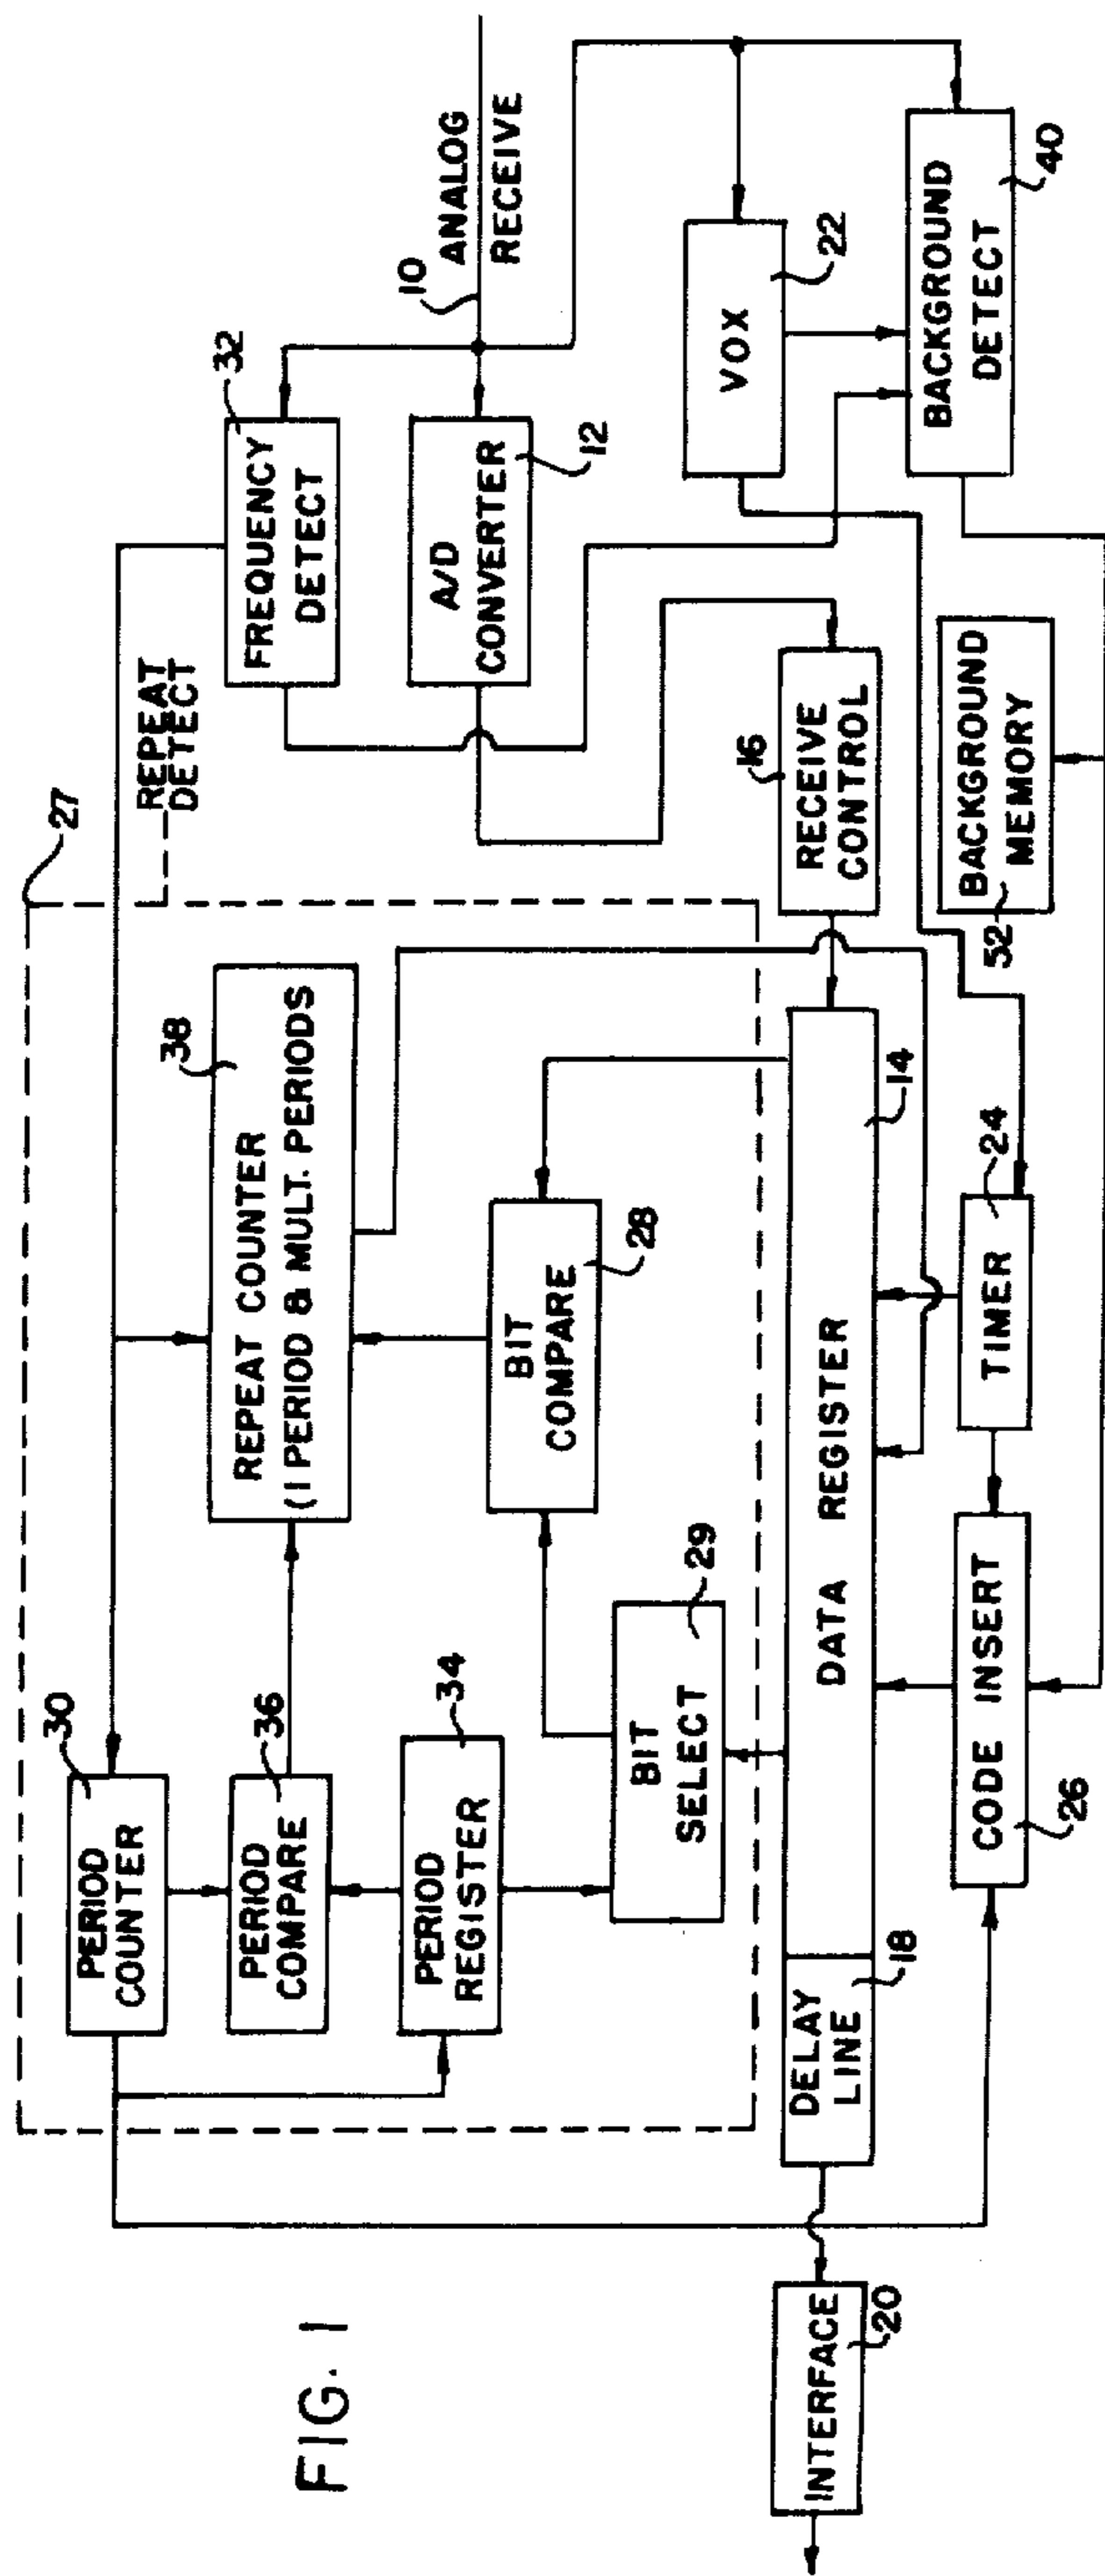 FIG. 1
27
REPEAT
DETECT
30
PERIOD
COUNTER
36
PERIOD
COMPARE
34
PERIOD
REGISTER
38
REPEAT COUNTER
(1 PERIOD & MULT. PERIODS
29
BIT
SELECT
BIT
COMPARE
28
32
FREQUENCY
DETECT
A/D
CONVERTER
12
10
ANALOG
RECEIVE
INTERFACE
20
DELAY
LINE
18
DATA REGISTER
14
16
RECEIVE
CONTROL
VOX
22
CODE INSERT
26
TIMER
24
52
BACKGROUND
MEMORY
BACKGROUND
DETECT
40